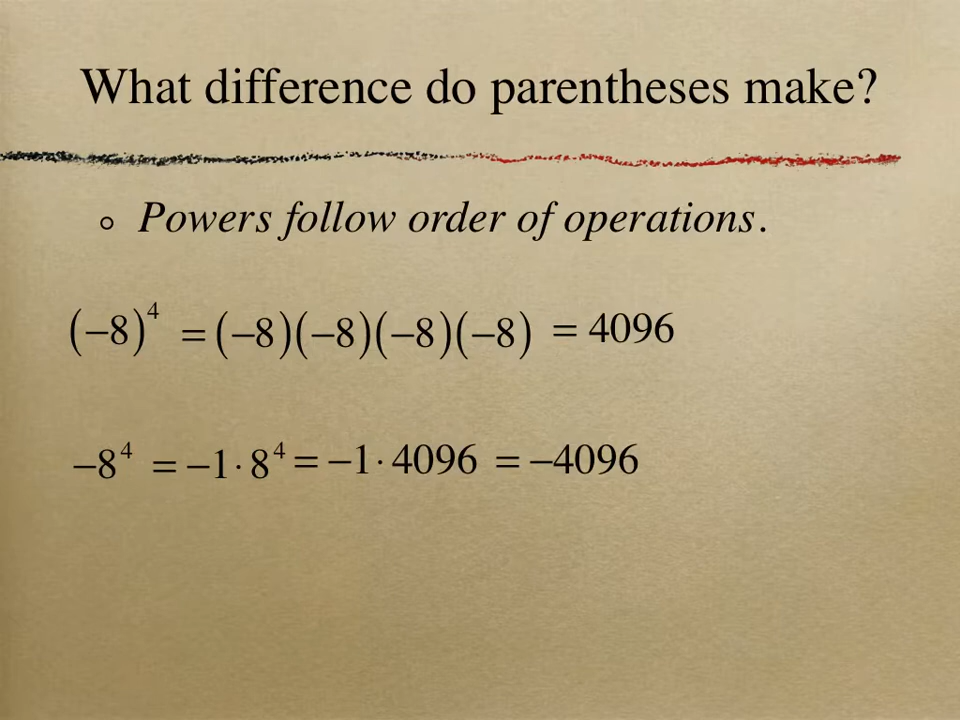 What difference do parentheses make?
Powers follow order of operations.
(−8)⁴ = (−8)(−8)(−8)(−8) = 4096
−8⁴ = −1·8⁴ = −1·4096 = −4096